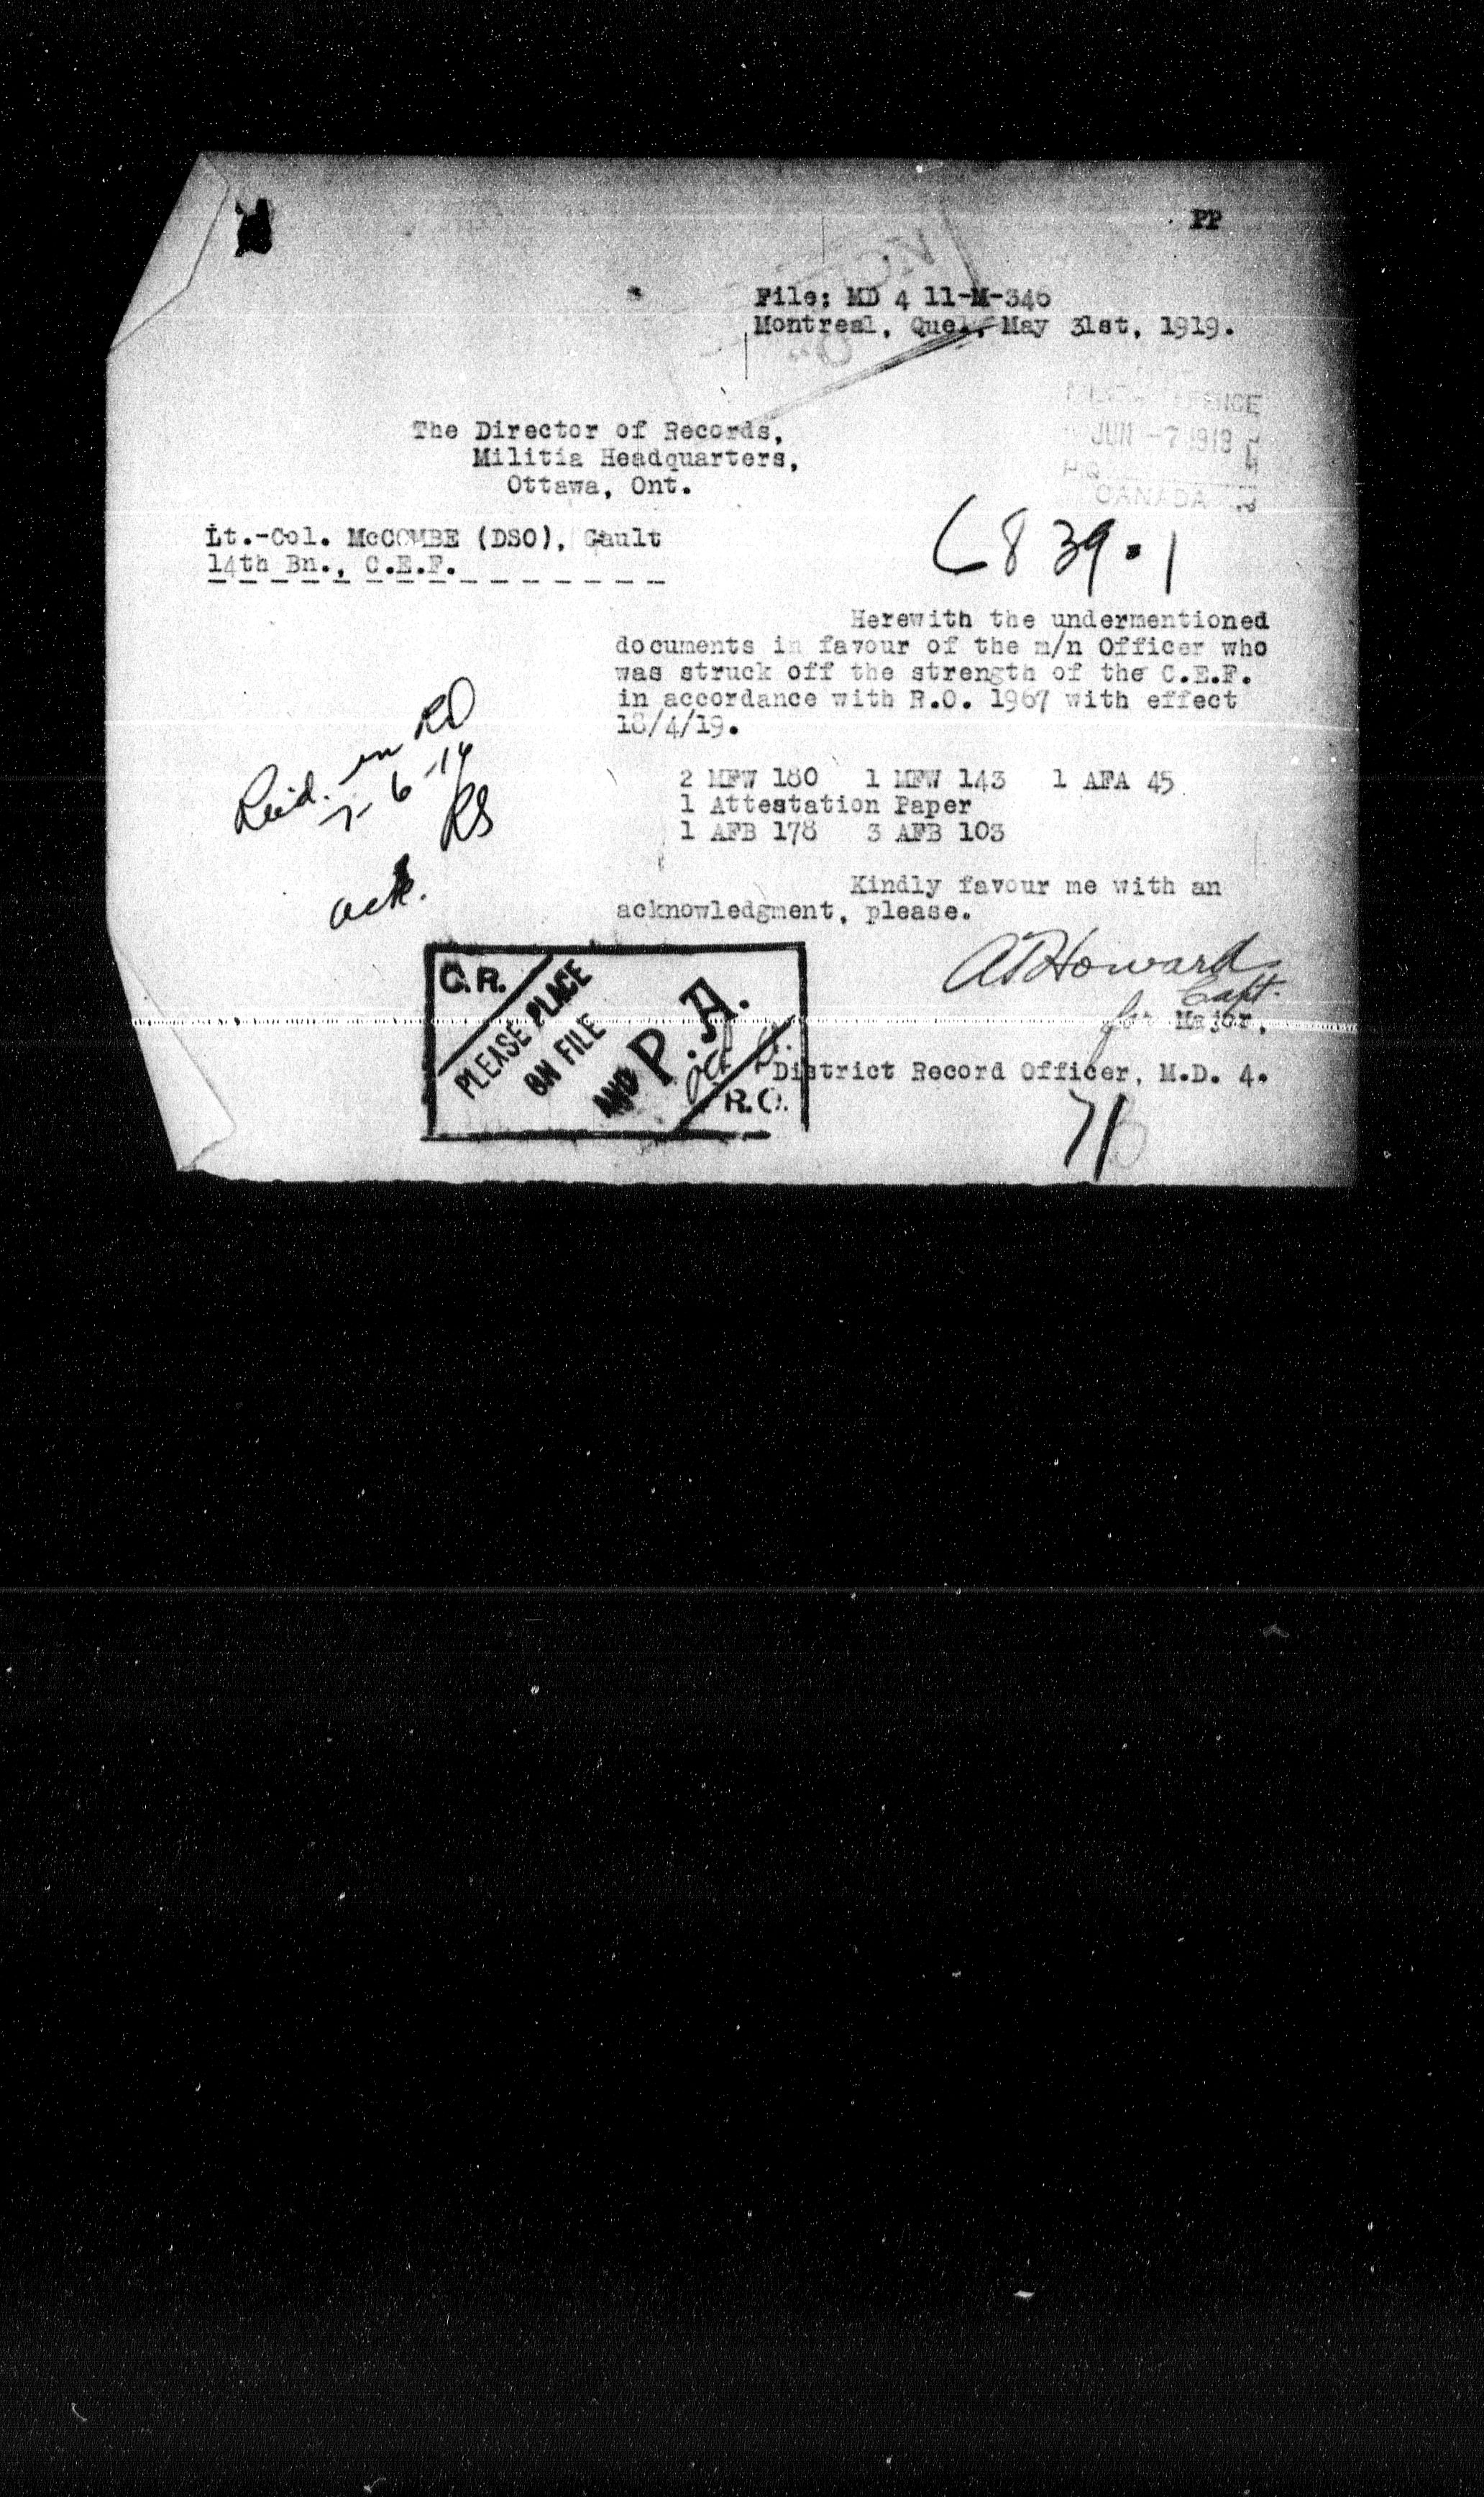 PP
File: MD 4 11-M-346
Montreal, Que., May 31st, 1919.
JUN -7 1919
CANADA
The Director of Records,
Militia Headquarters,
Ottawa, Ont.
Lt.-Col. McCOMBE (DSO), Gault
14th Bn., C.E.F.
6839.1
Herewith the undermentioned
documents in favour of the m/n Officer who
was struck off the strength of the C.E.F.
in accordance with R.O. 1967 with effect
18/4/19.
in RO
7-6-19
RS
ack.
2 MFW 180 1 MFW 143 1 AFA 45
1 Attestation Paper
1 AFB 178 3 AFB 103
Kindly favour me with an
acknowledgment, please.
Howard
Capt.
for Major,
District Record Officer, M.D. 4.
C.R.
PLEASE PLACE
ON FILE
AND P.A.
R.O.
71